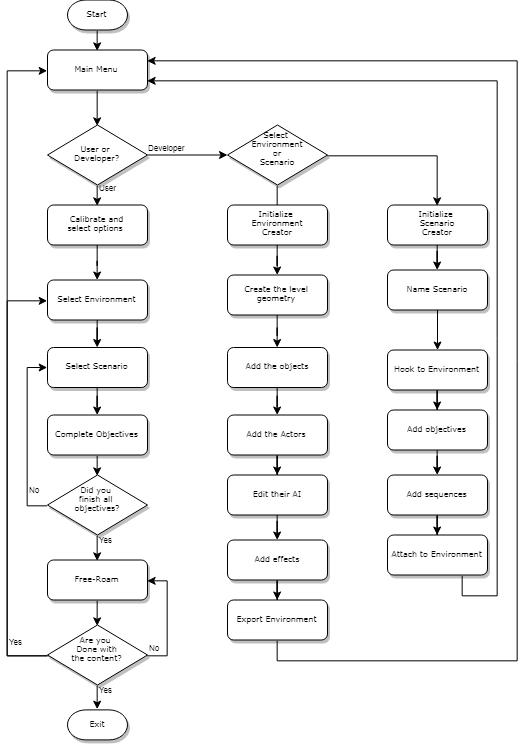 Start
Main Menu
User or
Developer?
Developer
User
Select
Environment
or
Scenario
Calibrate and
select options
Select Environment
Select Scenario
Complete Objectives
Did you
finish all
objectives?
No
Yes
Free-Roam
Are you
Done with
the content?
Yes
No
Yes
Exit
Initialize
Environment
Creator
Create the level
geometry
Add the objects
Add the Actors
Edit their AI
Add effects
Export Environment
Initialize
Scenario
Creator
Name Scenario
Hook to Environment
Add objectives
Add sequences
Attach to Environment